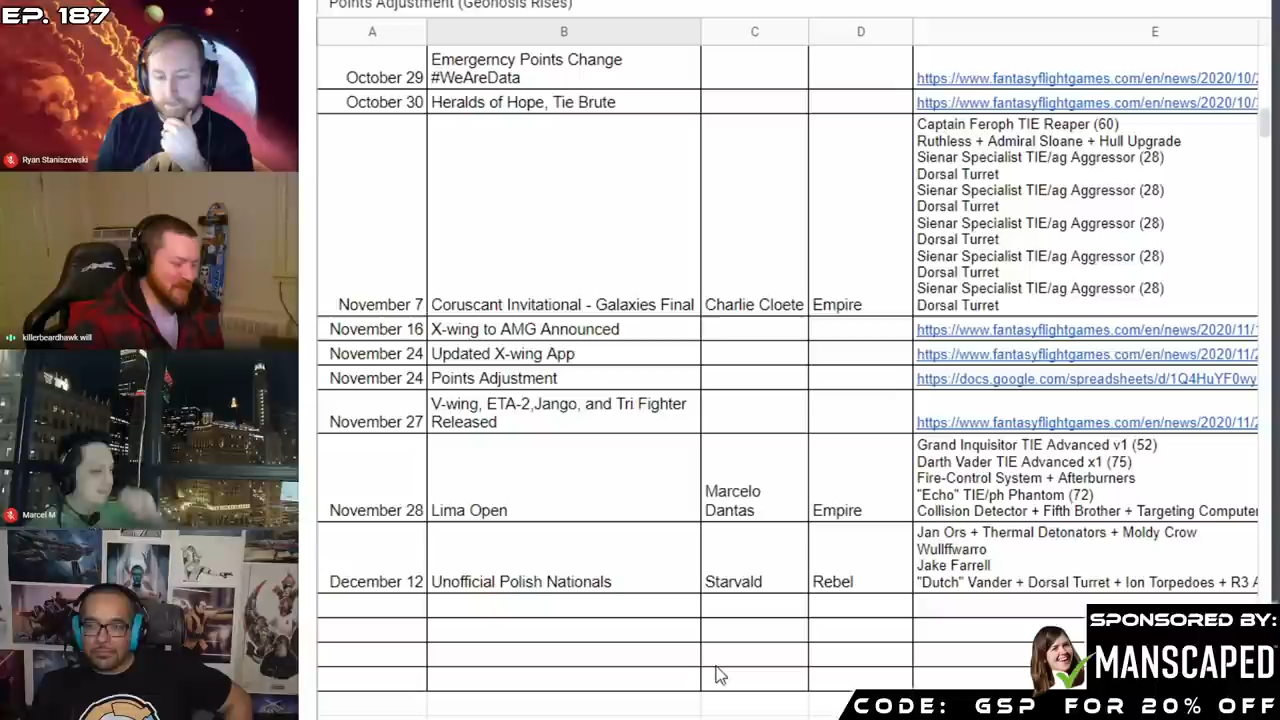 EP. 187
Points Adjustment (Geonosis Rises)
A B C D E
Emergerncy Points Change
October 29 #WeAreData https://www.fantasyflightgames.com/en/news/2020/10/
October 30 Heralds of Hope, Tie Brute https://www.fantasyflightgames.com/en/news/2020/10/
Captain Feroph TIE Reaper (60)
Ruthless + Admiral Sloane + Hull Upgrade
Sienar Specialist TIE/ag Aggressor (28)
Dorsal Turret
Sienar Specialist TIE/ag Aggressor (28)
Dorsal Turret
Sienar Specialist TIE/ag Aggressor (28)
Dorsal Turret
Sienar Specialist TIE/ag Aggressor (28)
Dorsal Turret
Sienar Specialist TIE/ag Aggressor (28)
November 7 Coruscant Invitational - Galaxies Final Charlie Cloete Empire Dorsal Turret
November 16 X-wing to AMG Announced https://www.fantasyflightgames.com/en/news/2020/11/
November 24 Updated X-wing App https://www.fantasyflightgames.com/en/news/2020/11/2
November 24 Points Adjustment https://docs.google.com/spreadsheets/d/1Q4HuYF0wy
V-wing, ETA-2,Jango, and Tri Fighter
November 27 Released https://www.fantasyflightgames.com/en/news/2020/11/2
Grand Inquisitor TIE Advanced v1 (52)
Darth Vader TIE Advanced x1 (75)
Fire-Control System + Afterburners
Marcelo "Echo" TIE/ph Phantom (72)
November 28 Lima Open Dantas Empire Collision Detector + Fifth Brother + Targeting Computer
Jan Ors + Thermal Detonators + Moldy Crow
Wullffwarro
Jake Farrell
December 12 Unofficial Polish Nationals Starvald Rebel "Dutch" Vander + Dorsal Turret + Ion Torpedoes + R3 A
Ryan Staniszewski
killerbeardhawk will
Marcel M
SPONSORED BY:
MANSCAPED
CODE: GSP FOR 20% OFF